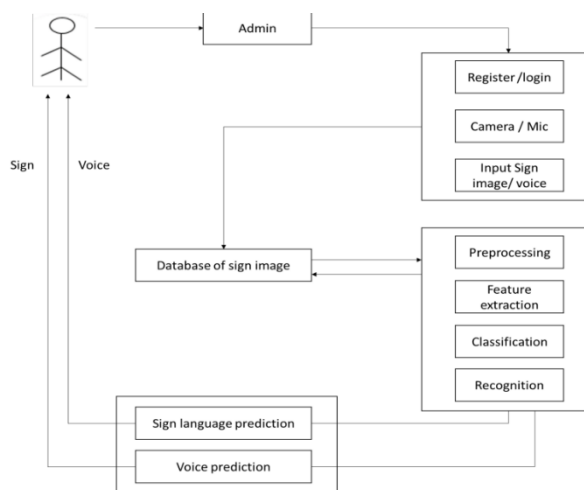 Admin
Register /login
Camera / Mic
Input Sign
image/ voice
Sign
Voice
Database of sign image
Preprocessing
Feature
extraction
Classification
Recognition
Sign language prediction
Voice prediction